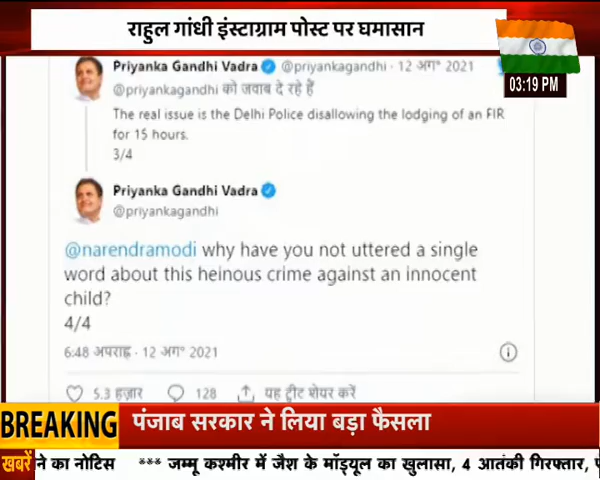 राहुल गांधी इंस्टाग्राम पोस्ट पर घमासान
03:19 PM
Priyanka Gandhi Vadra @priyankagandhi · 12 अग॰ 2021
@priyankagandhi को जवाब दे रहे हैं
The real issue is the Delhi Police disallowing the lodging of an FIR
for 15 hours.
3/4
Priyanka Gandhi Vadra
@priyankagandhi
@narendramodi why have you not uttered a single
word about this heinous crime against an innocent
child?
4/4
6:48 अपराह्न · 12 अग॰ 2021
5.3 हज़ार 128 यह ट्वीट शेयर करें
BREAKING पंजाब सरकार ने लिया बड़ा फैसला
खबरें ने का नोटिस *** जम्मू कश्मीर में जैश के मॉड्यूल का खुलासा, 4 आतंकी गिरफ्तार,